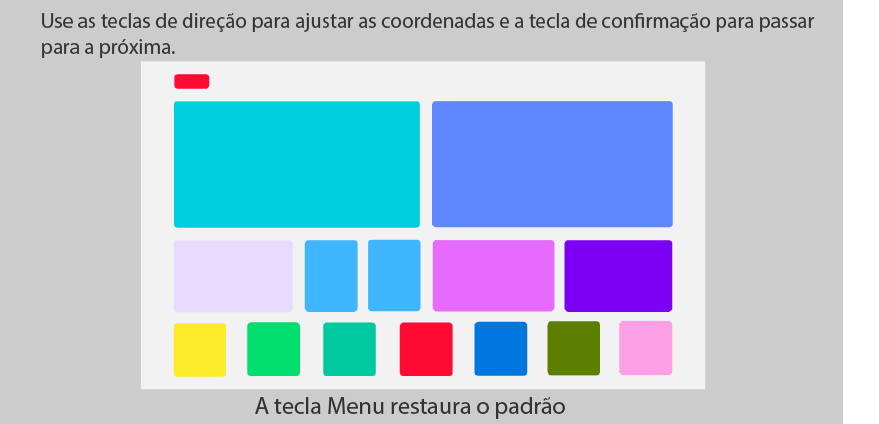 Use as teclas de direção para ajustar as coordenadas e a tecla de confirmação para passar
para a próxima.
A tecla Menu restaura o padrão